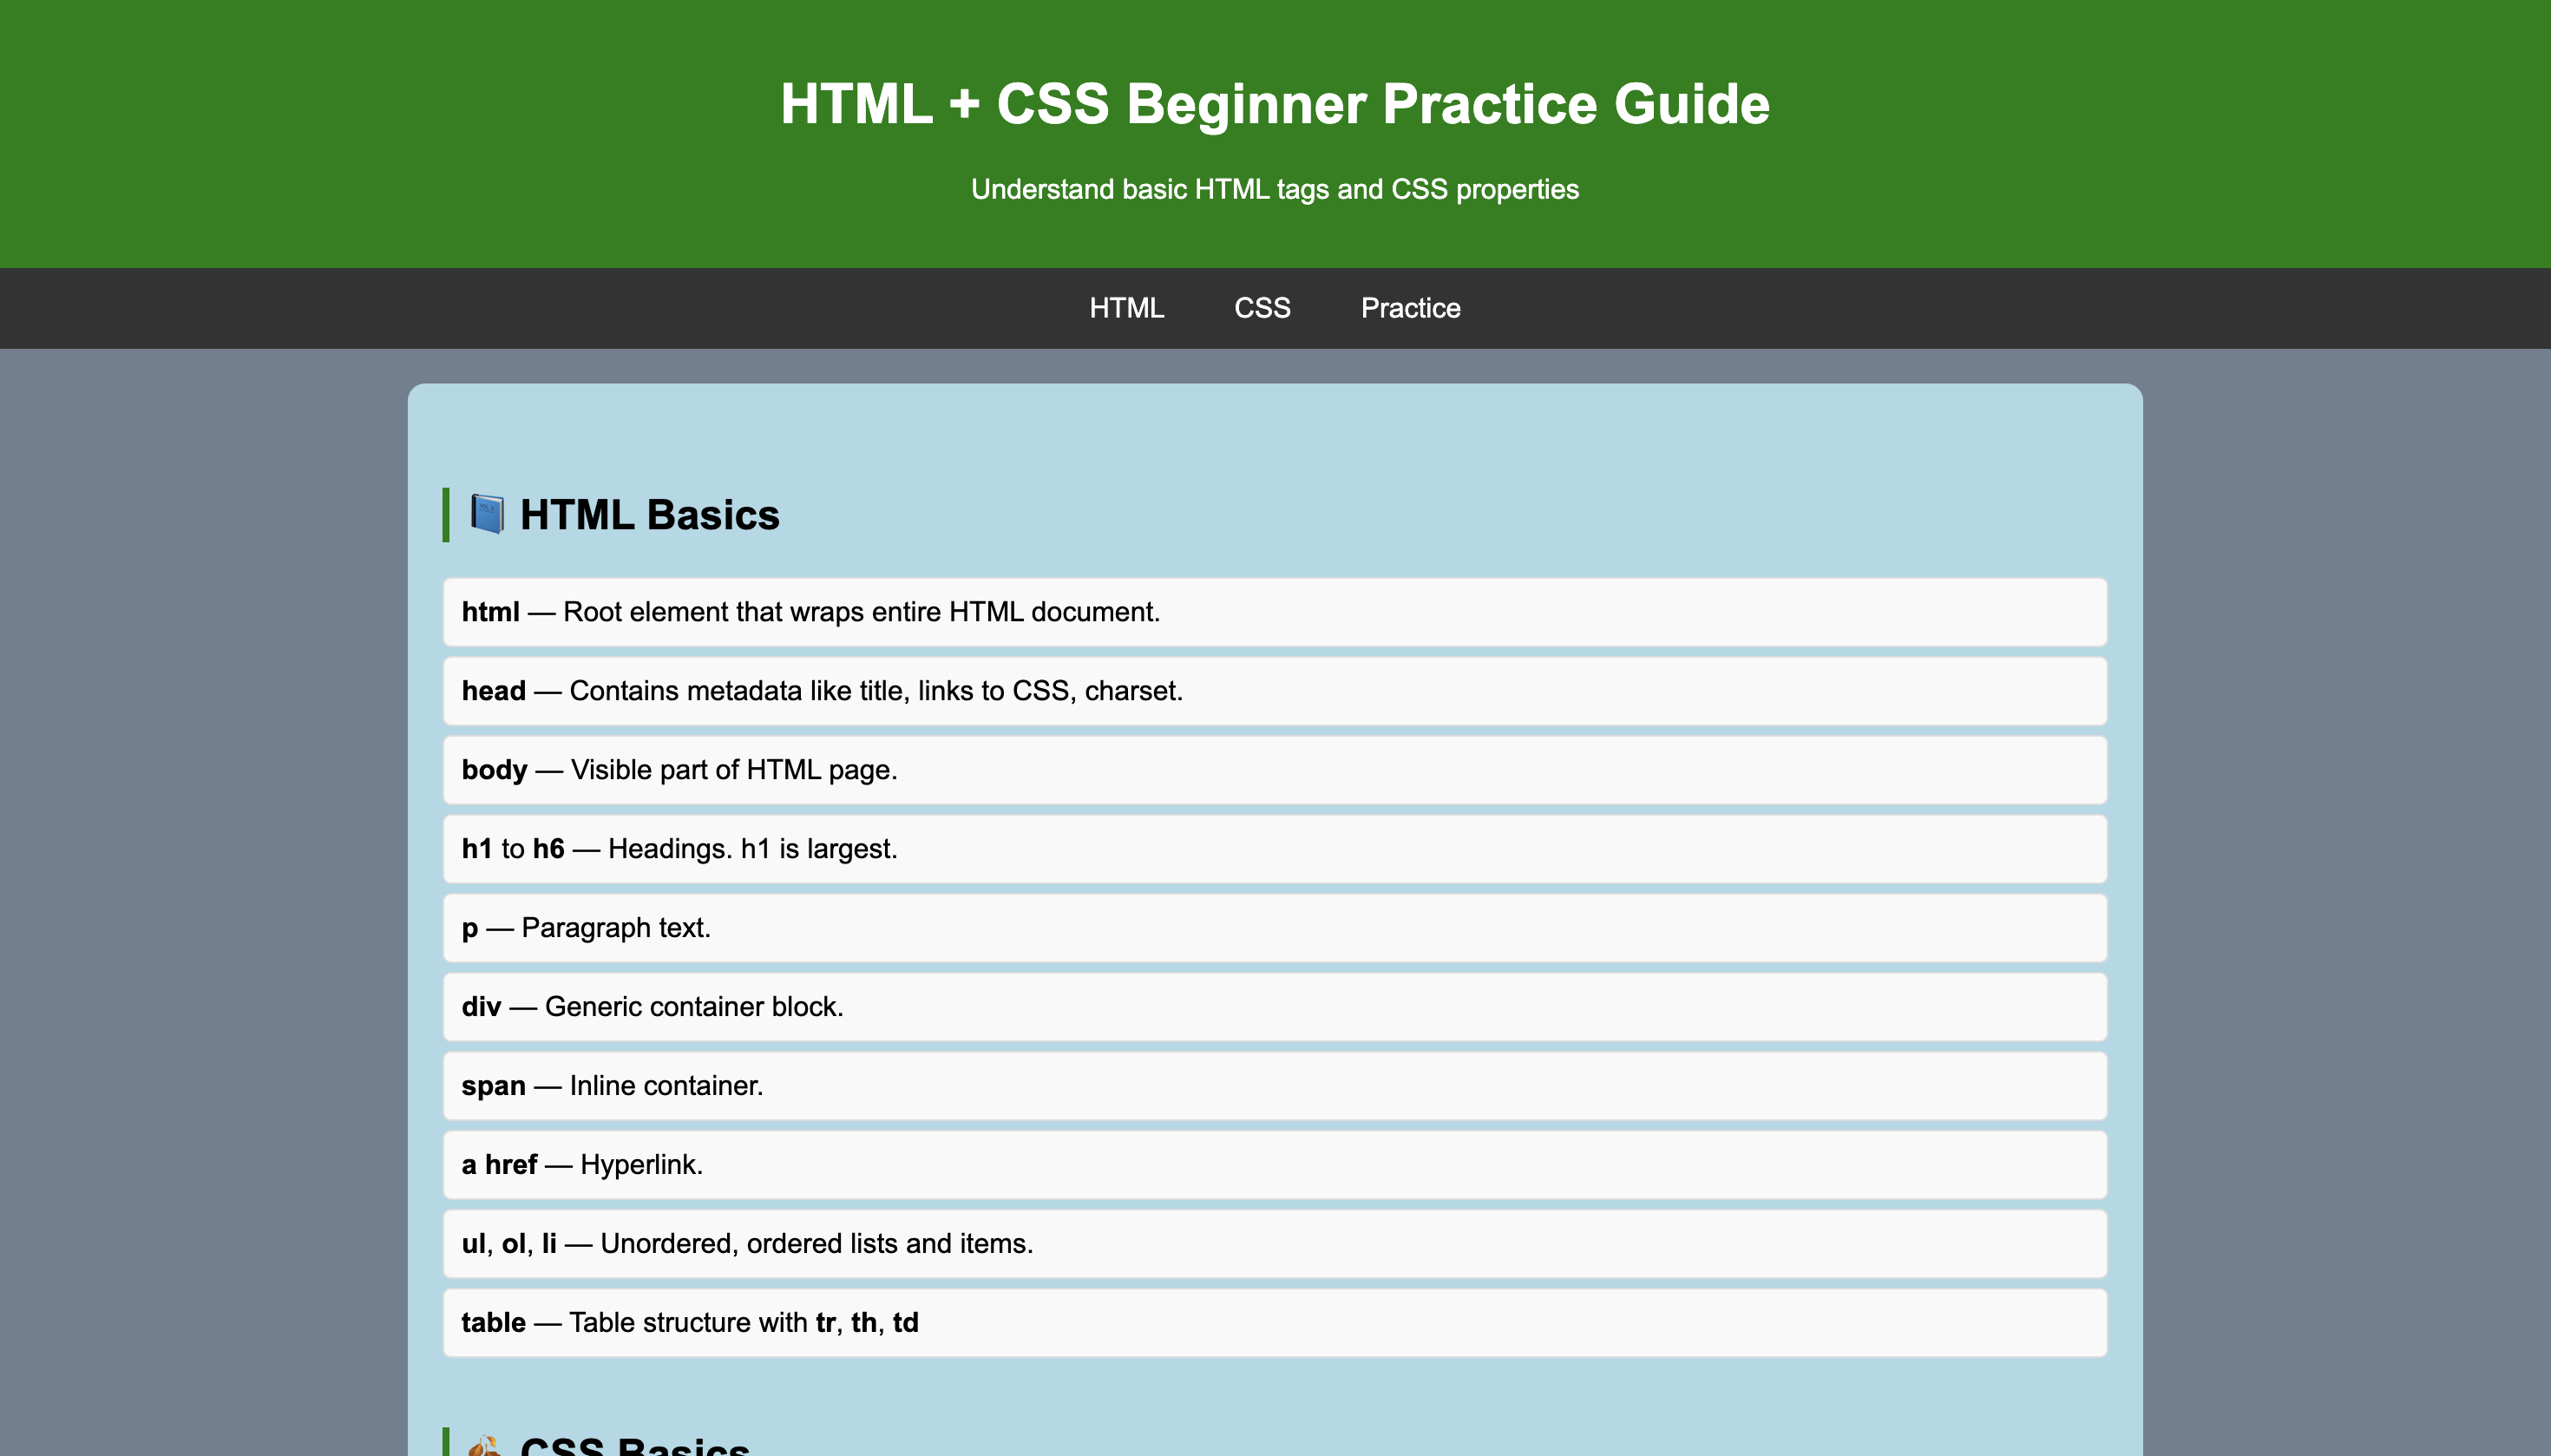 HTML + CSS Beginner Practice Guide
Understand basic HTML tags and CSS properties
HTML CSS Practice
HTML Basics
html — Root element that wraps entire HTML document.
head — Contains metadata like title, links to CSS, charset.
body — Visible part of HTML page.
h1 to h6 — Headings. h1 is largest.
p — Paragraph text.
div — Generic container block.
span — Inline container.
a href — Hyperlink.
ul, ol, li — Unordered, ordered lists and items.
table — Table structure with tr, th, td
CSS Basics